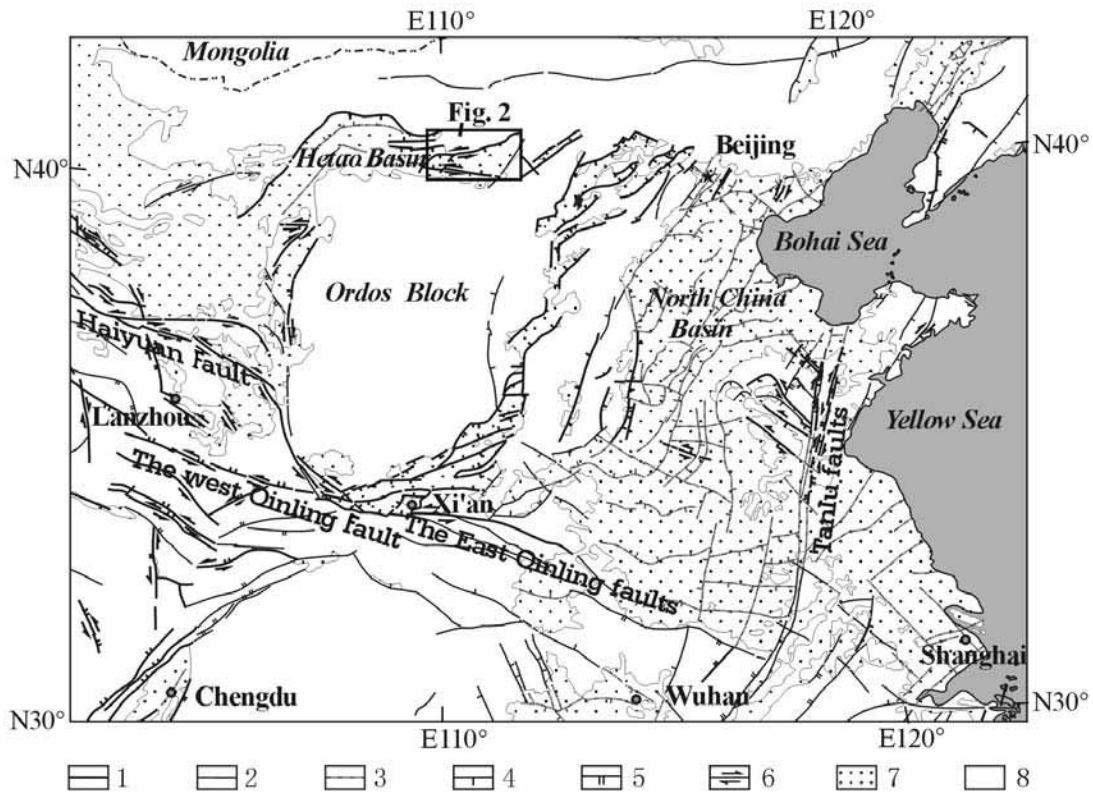 E110° E120°
Mongolia
Fig. 2
Hetao Basin
Beijing
N40° N40°
Bohai Sea
Ordos Block
North China
Basin
Haiyuan Fault
Lanzhou
Yellow Sea
Tanlu faults
The west Qinling fault
Xi'an
The East Qinling faults
Shanghai
Chengdu
Wuhan
N30° N30°
E110° E120°
1 2 3 4 5 6 7 8